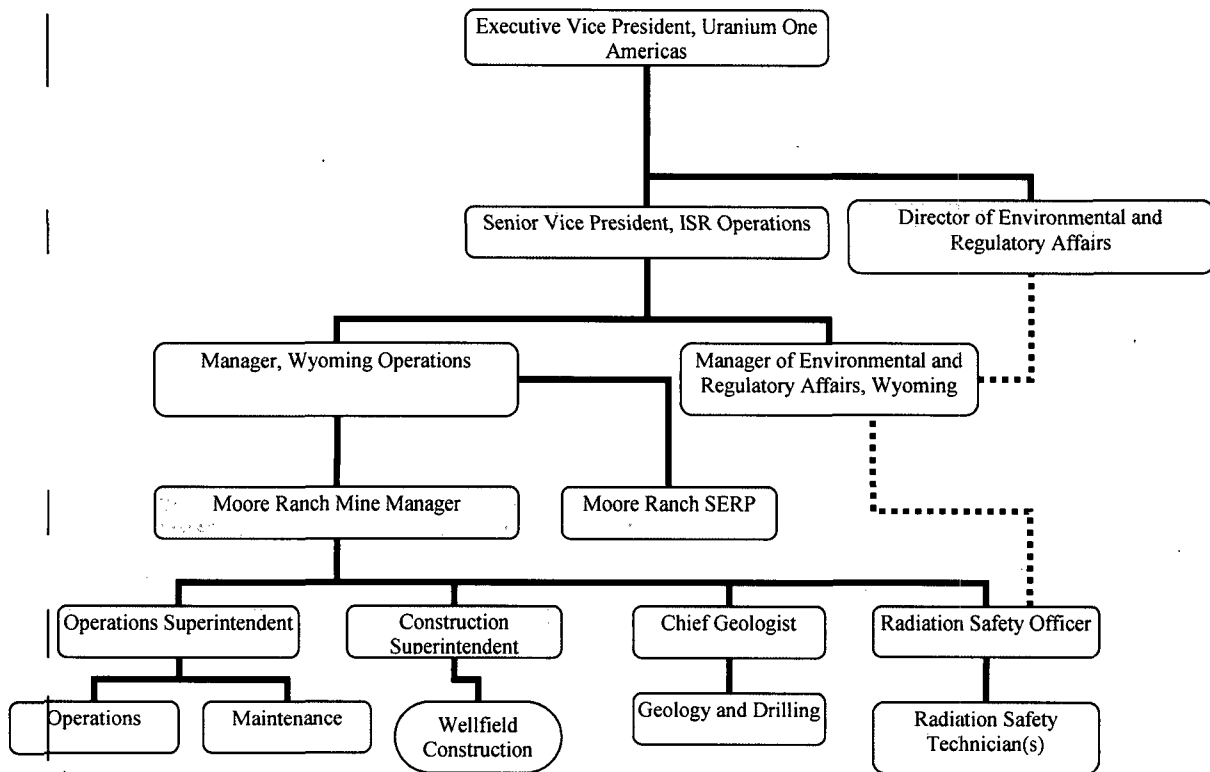 Executive Vice President, Uranium One
Americas
Senior Vice President, ISR Operations
Director of Environmental and
Regulatory Affairs
Manager, Wyoming Operations
Manager of Environmental and
Regulatory Affairs, Wyoming
Moore Ranch Mine Manager
Moore Ranch SERP
Operations Superintendent
Construction
Superintendent
Chief Geologist
Radiation Safety Officer
Operations
Maintenance
Wellfield
Construction
Geology and Drilling
Radiation Safety
Technician(s)